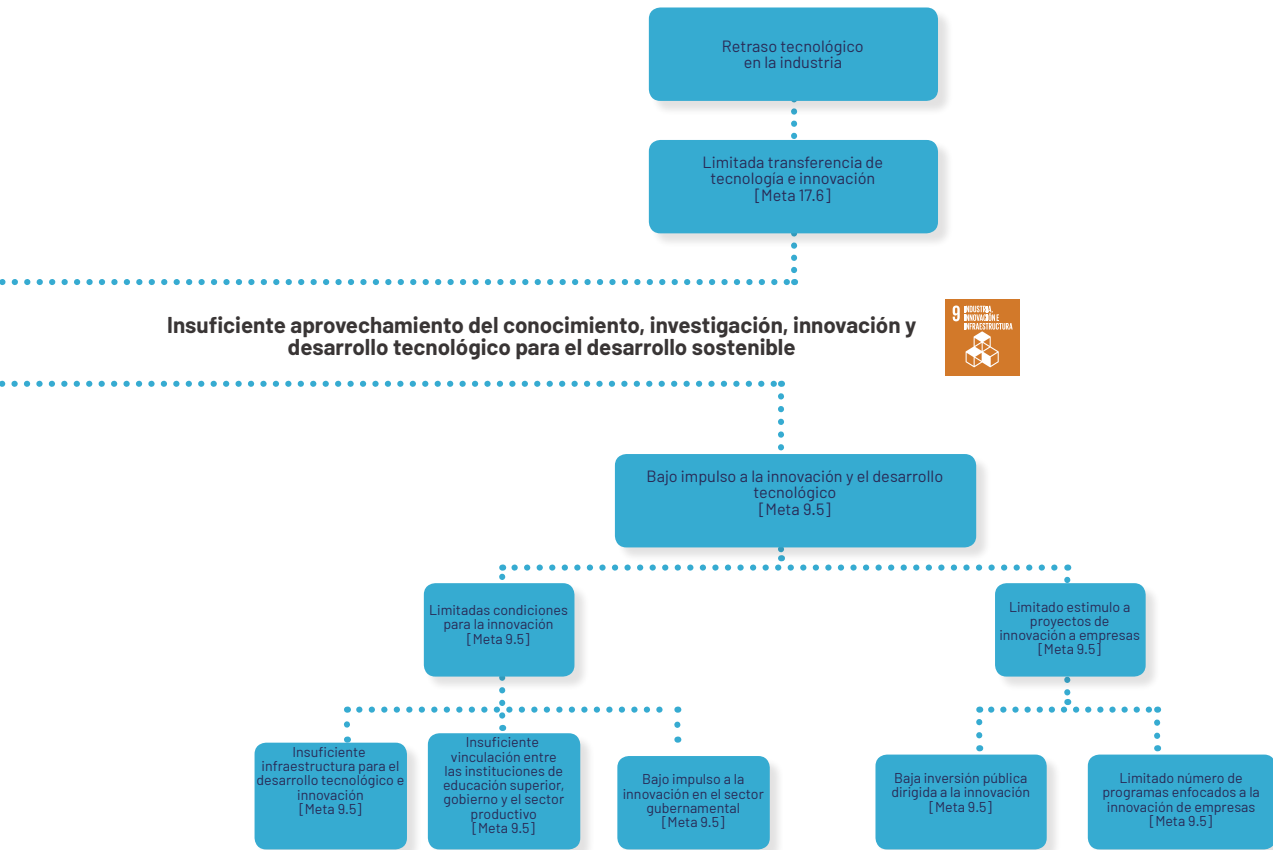 Retraso tecnológico
en la industria
Limitada transferencia de
tecnología e innovación
[Meta 17.6]
Insuficiente aprovechamiento del conocimiento, investigación, innovación y
desarrollo tecnológico para el desarrollo sostenible
9 INDUSTRIA,
INNOVACIÓN E
INFRAESTRUCTURA
Bajo impulso a la innovación y el desarrollo
tecnológico
[Meta 9.5]
Limitadas condiciones
para la innovación
[Meta 9.5]
Limitado estimulo a
proyectos de
innovación a empresas
[Meta 9.5]
Insuficiente
infraestructura para el
desarrollo tecnológico e
innovación
[Meta 9.5]
Insuficiente
vinculación entre
las instituciones de
educación superior,
gobierno y el sector
productivo
[Meta 9.5]
Bajo impulso a la
innovación en el sector
gubernamental
[Meta 9.5]
Baja inversión pública
dirigida a la innovación
[Meta 9.5]
Limitado número de
programas enfocados a la
innovación de empresas
[Meta 9.5]